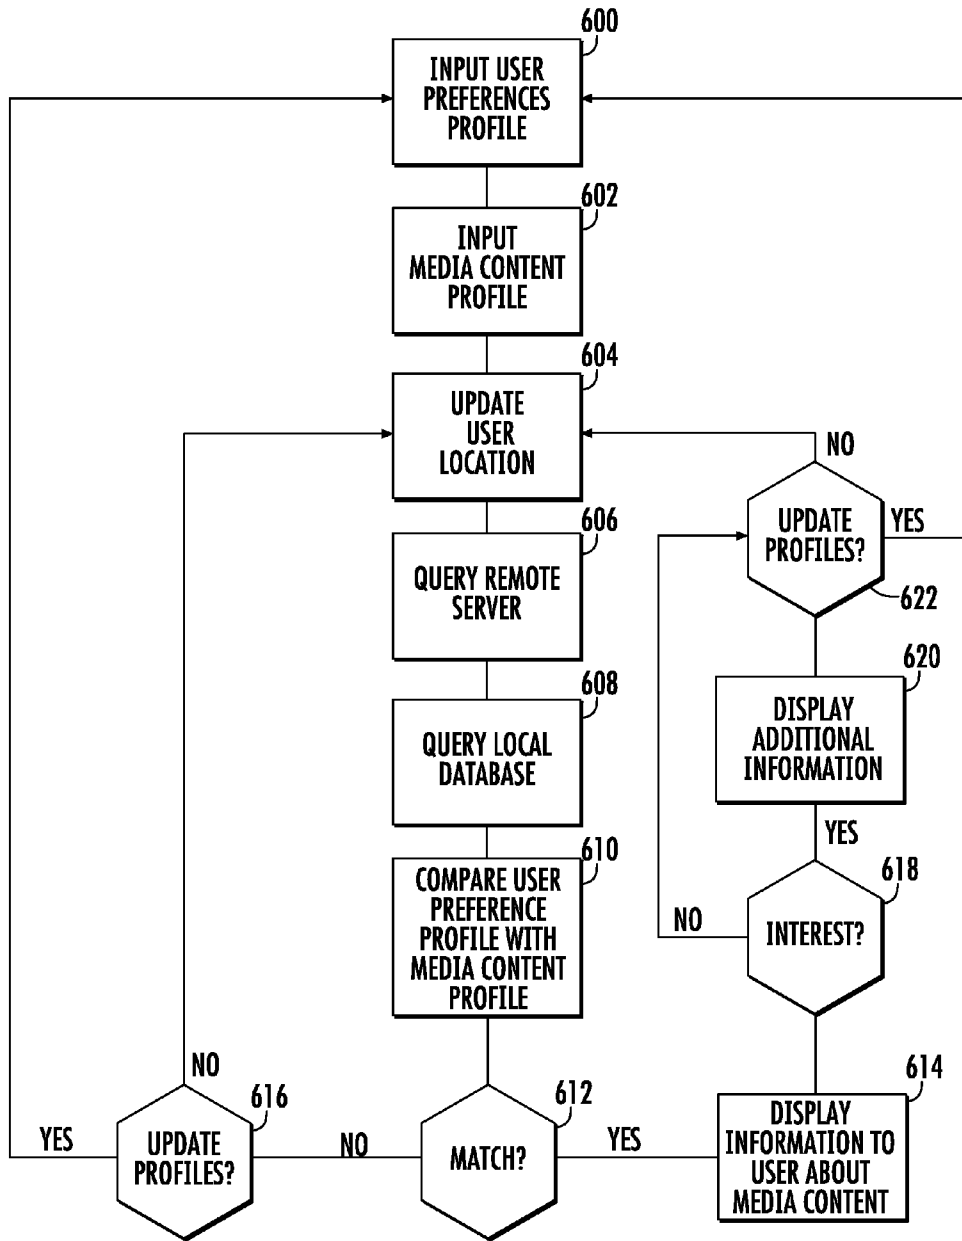 600
INPUT USER
PREFERENCES
PROFILE
602
INPUT
MEDIA CONTENT
PROFILE
604
UPDATE
USER
LOCATION
606
QUERY REMOTE
SERVER
608
QUERY LOCAL
DATABASE
610
COMPARE USER
PREFERENCE
PROFILE WITH
MEDIA CONTENT
PROFILE
612
MATCH?
NO
616
UPDATE
PROFILES?
YES
NO
YES
614
DISPLAY
INFORMATION TO
USER ABOUT
MEDIA CONTENT
618
INTEREST?
NO
YES
620
DISPLAY
ADDITIONAL
INFORMATION
622
UPDATE
PROFILES?
NO
YES